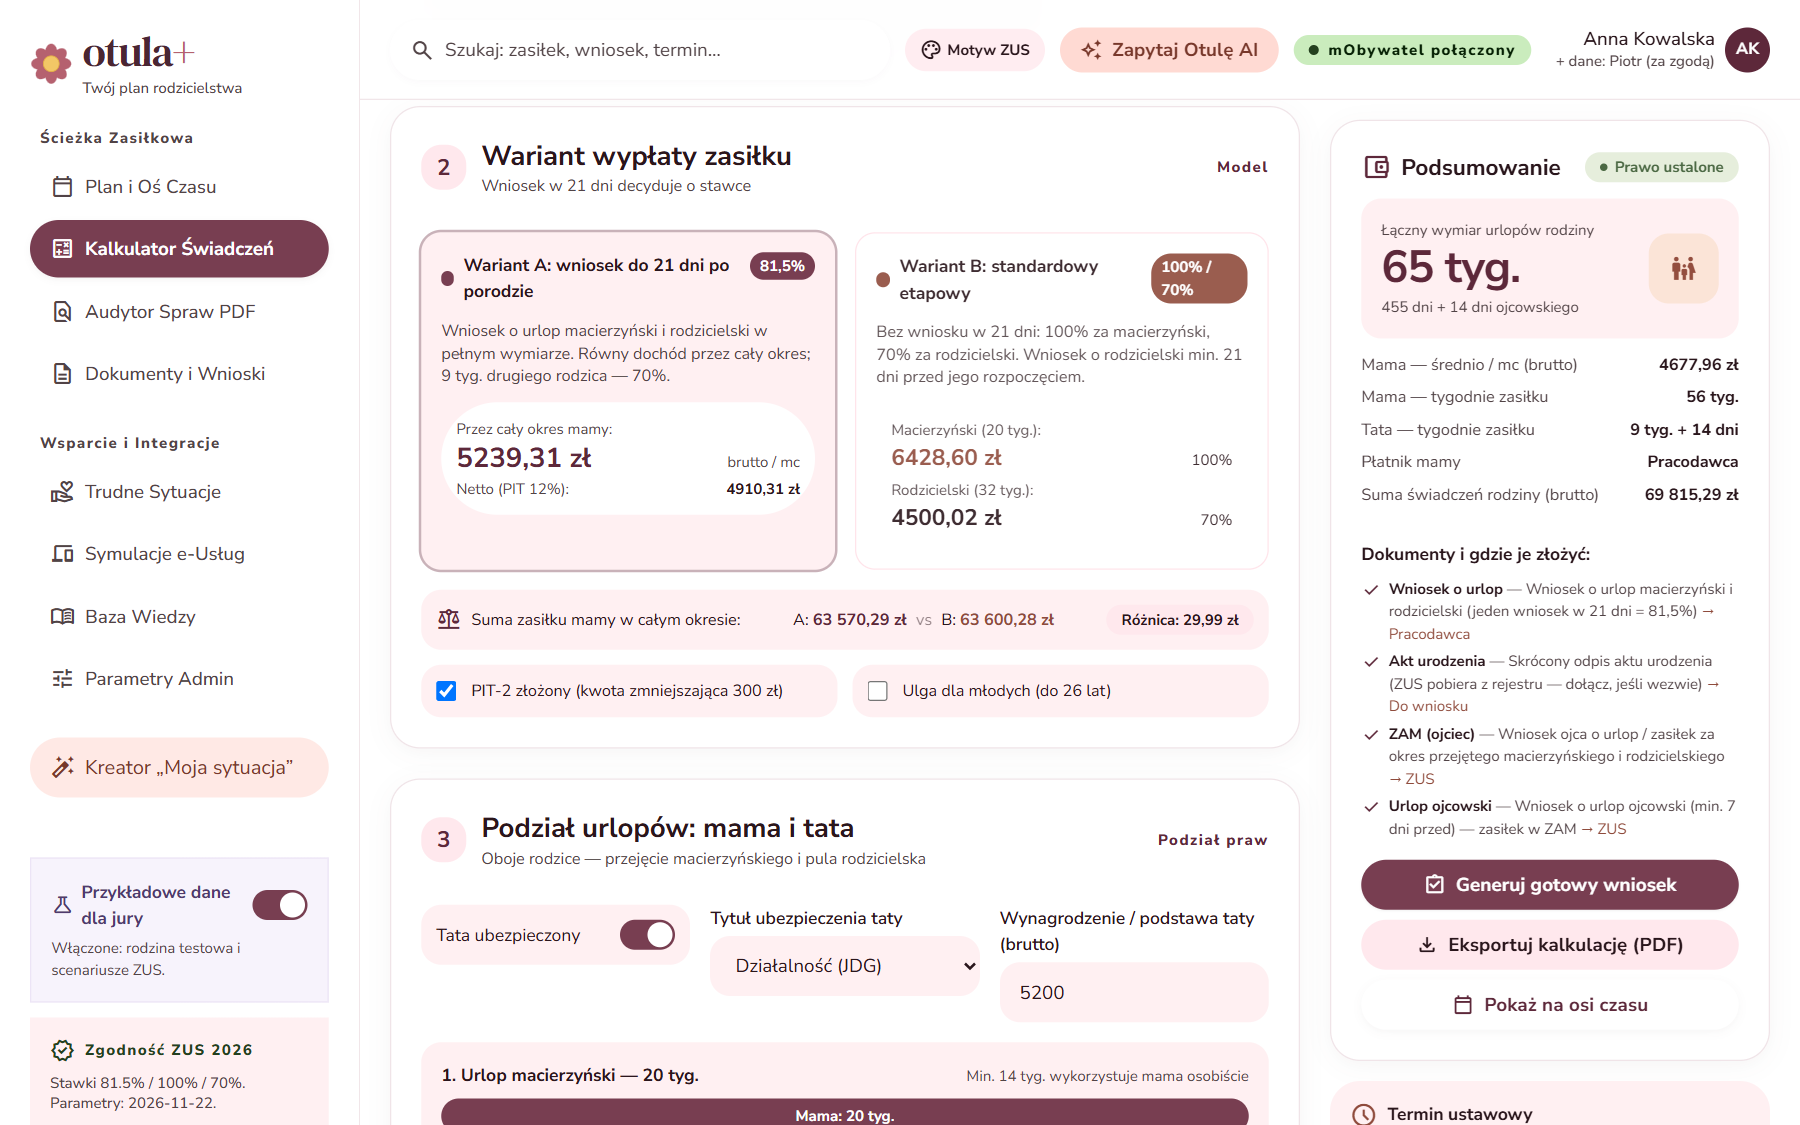 otula+
Twój plan rodzicielstwa
Ścieżka Zasiłkowa
Plan i Oś Czasu
Kalkulator Świadczeń
Audytor Spraw PDF
Dokumenty i Wnioski
Wsparcie i Integracje
Trudne Sytuacje
Symulacje e-Usług
Baza Wiedzy
Parametry Admin
Kreator „Moja sytuacja”
Przykładowe dane
dla jury
Włączone: rodzina testowa i
scenariusze ZUS.
Zgodność ZUS 2026
Stawki 81.5% / 100% / 70%.
Parametry: 2026-11-22.
Szukaj: zasiłek, wniosek, termin...
Motyw ZUS
Zapytaj Otulę AI
mObywatel połączony
Anna Kowalska
+ dane: Piotr (za zgodą)
AK
2
Wariant wypłaty zasiłku
Wniosek w 21 dni decyduje o stawce
Model
Wariant A: wniosek do 21 dni po
porodzie
81,5%
Wniosek o urlop macierzyński i rodzicielski w
pełnym wymiarze. Równy dochód przez cały okres;
9 tyg. drugiego rodzica — 70%.
Przez cały okres mamy:
5239,31 zł
brutto / mc
Netto (PIT 12%):
4910,31 zł
Wariant B: standardowy
etapowy
100% /
70%
Bez wniosku w 21 dni: 100% za macierzyński,
70% za rodzicielski. Wniosek o rodzicielski min. 21
dni przed jego rozpoczęciem.
Macierzyński (20 tyg.):
6428,60 zł
100%
Rodzicielski (32 tyg.):
4500,02 zł
70%
Suma zasiłku mamy w całym okresie:
A: 63 570,29 zł vs B: 63 600,28 zł
Różnica: 29,99 zł
PIT-2 złożony (kwota zmniejszająca 300 zł)
Ulga dla młodych (do 26 lat)
3
Podział urlopów: mama i tata
Oboje rodzice — przejęcie macierzyńskiego i pula rodzicielska
Podział praw
Tata ubezpieczony
Tytuł ubezpieczenia taty
Działalność (JDG)
Wynagrodzenie / podstawa taty
(brutto)
5200
1. Urlop macierzyński — 20 tyg.
Min. 14 tyg. wykorzystuje mama osobiście
Mama: 20 tyg.
Podsumowanie
Prawo ustalone
Łączny wymiar urlopów rodziny
65 tyg.
455 dni + 14 dni ojcowskiego
Mama — średnio / mc (brutto)
4677,96 zł
Mama — tygodnie zasiłku
56 tyg.
Tata — tygodnie zasiłku
9 tyg. + 14 dni
Płatnik mamy
Pracodawca
Suma świadczeń rodziny (brutto)
69 815,29 zł
Dokumenty i gdzie je złożyć:
Wniosek o urlop — Wniosek o urlop macierzyński i
rodzicielski (jeden wniosek w 21 dni = 81,5%) →
Pracodawca
Akt urodzenia — Skrócony odpis aktu urodzenia
(ZUS pobiera z rejestru — dołącz, jeśli wezwie) →
Do wniosku
ZAM (ojciec) — Wniosek ojca o urlop / zasiłek za
okres przejętego macierzyńskiego i rodzicielskiego
→ ZUS
Urlop ojcowski — Wniosek o urlop ojcowski (min. 7
dni przed) — zasiłek w ZAM → ZUS
Generuj gotowy wniosek
Eksportuj kalkulację (PDF)
Pokaż na osi czasu
Termin ustawowy